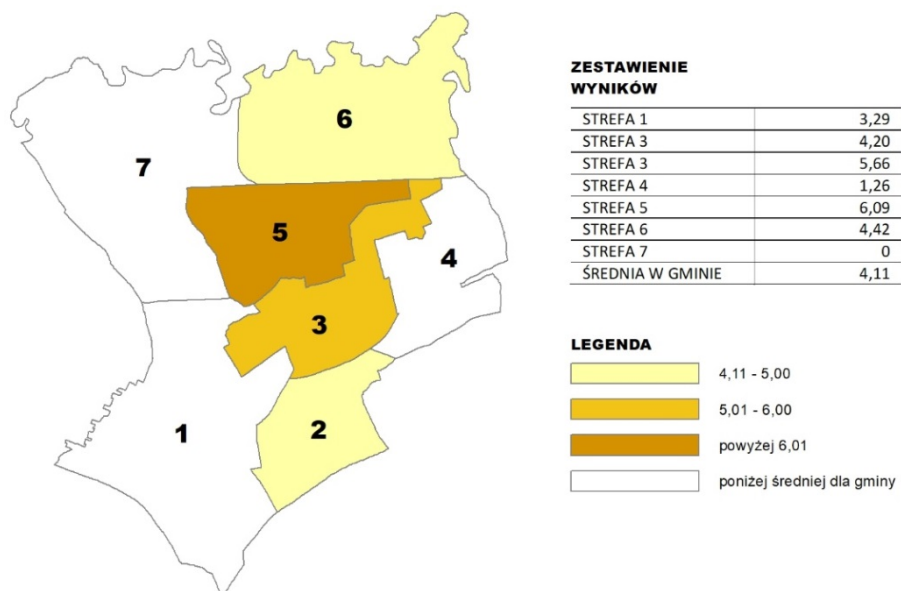 6
7
5
4
3
2
1
ZESTAWIENIE
WYNIKÓW
STREFA 1 3,29
STREFA 3 4,20
STREFA 3 5,66
STREFA 4 1,26
STREFA 5 6,09
STREFA 6 4,42
STREFA 7 0
ŚREDNIA W GMINIE 4,11
LEGENDA
4,11 - 5,00
5,01 - 6,00
powyżej 6,01
poniżej średniej dla gminy